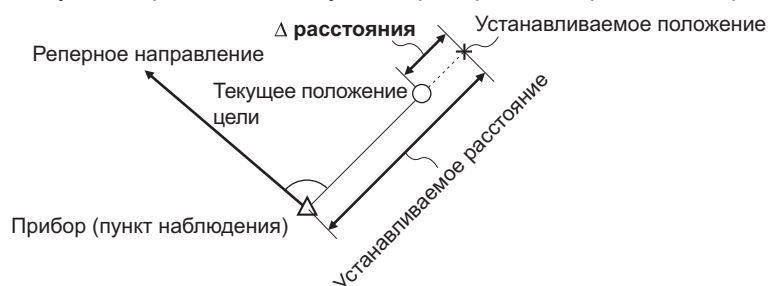 Устанавливаемое положение
Δ расстояния
Реперное направление
Текущее положение
цели
Устанавливаемое расстояние
Прибор (пункт наблюдения)